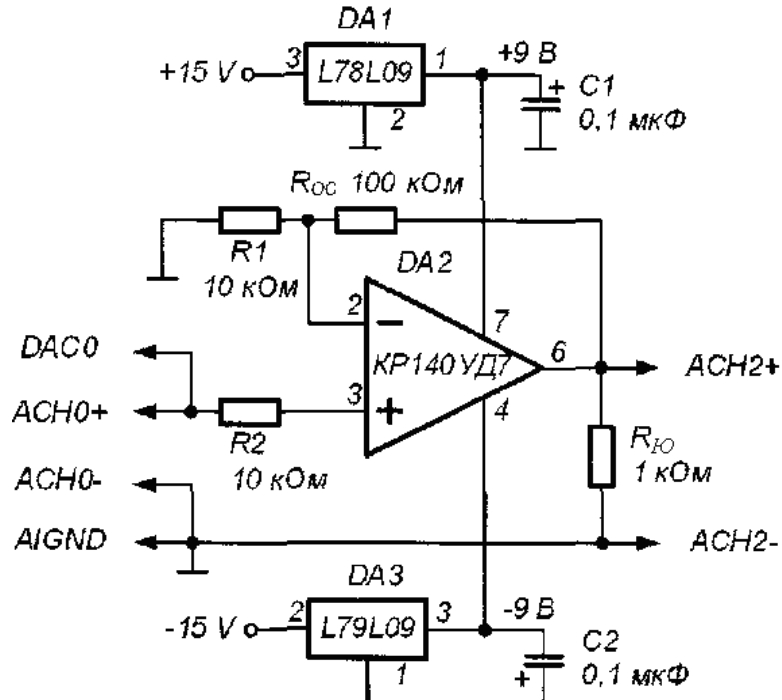 DA1
3 L78L09 1 +9 В
+15 V
+ C1
2 0,1 мкФ
Rос 100 кОм
R1
10 кОм
DA2
2 − 7
DAC0
КР140УД7 6 ACH2+
ACH0+ 3 + 4
R2
10 кОм
1 кОм
ACH0-
AIGND ACH2-
DA3
-15 V 2 L79L09 3 -9 В
C2
1 + 0,1 мкФ